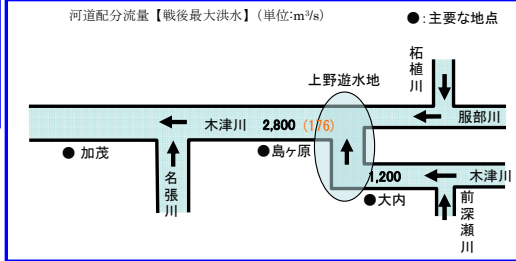 河道配分流量【戦後最大洪水】(単位:m³/s)
●:主要な地点
柘植川
上野遊水地
服部川
木津川 2,800 (176)
●加茂
●島ヶ原
名張川
1,200
木津川
●大内
前深瀬川